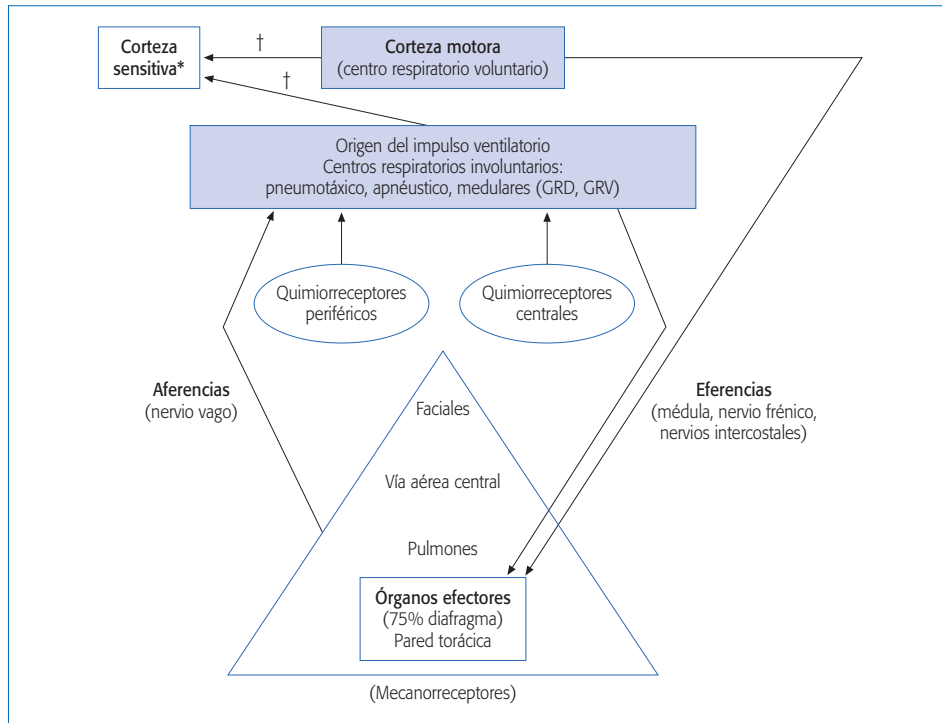 †
Corteza
sensitiva*
Corteza motora
(centro respiratorio voluntario)
†
Origen del impulso ventilatorio
Centros respiratorios involuntarios:
pneumotáxico, apnéustico, medulares (GRD, GRV)
Quimiorreceptores
periféricos
Quimiorreceptores
centrales
Aferencias
(nervio vago)
Faciales
Eferencias
(médula, nervio frénico,
nervios intercostales)
Vía aérea central
Pulmones
Órganos efectores
(75% diafragma)
Pared torácica
(Mecanorreceptores)